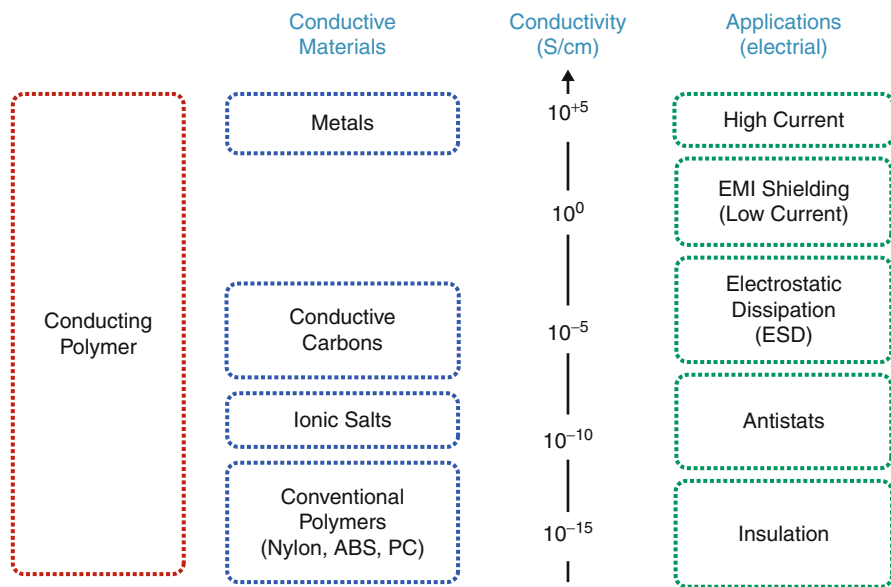 Conductive
Materials
Conductivity
(S/cm)
Applications
(electrial)
Conducting
Polymer
Metals
Conductive
Carbons
Ionic Salts
Conventional
Polymers
(Nylon, ABS, PC)
10⁺⁵
10⁰
10⁻⁵
10⁻¹⁰
10⁻¹⁵
High Current
EMI Shielding
(Low Current)
Electrostatic
Dissipation
(ESD)
Antistats
Insulation